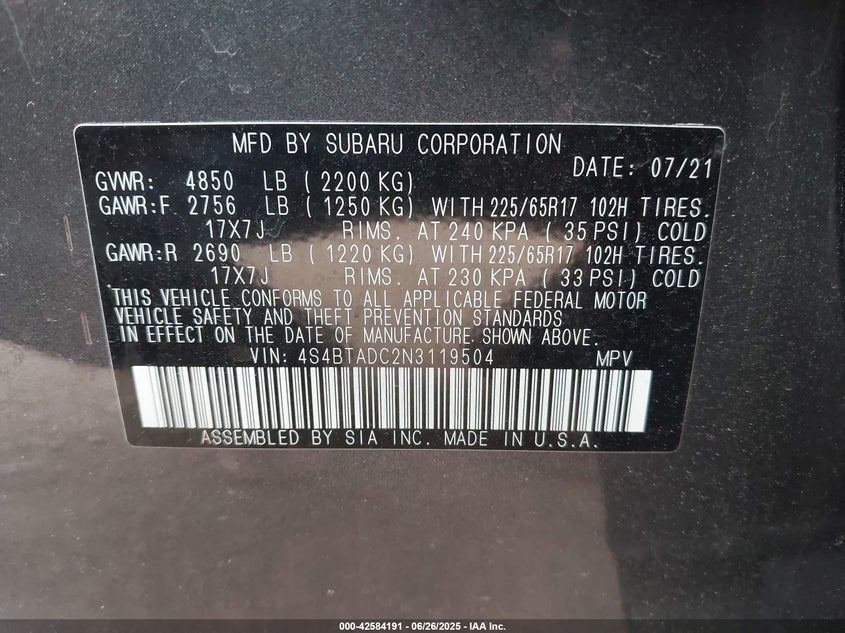 MFD BY SUBARU CORPORATION
DATE: 07/21
GVWR: 4850 LB ( 2200 KG)
GAWR:F 2756 LB ( 1250 KG) WITH 225/65R17 102H TIRES.
17X7J RIMS. AT 240 KPA ( 35 PSI) COLD
GAWR:R 2690 LB ( 1220 KG) WITH 225/65R17 102H TIRES.
17X7J RIMS. AT 230 KPA ( 33 PSI) COLD
THIS VEHICLE CONFORMS TO ALL APPLICABLE FEDERAL MOTOR
VEHICLE SAFETY AND THEFT PREVENTION STANDARDS
IN EFFECT ON THE DATE OF MANUFACTURE SHOWN ABOVE.
VIN: 4S4BTADC2N3119504 MPV
ASSEMBLED BY SIA INC. MADE IN U.S.A.
000-42584191 - 06/26/2025 - IAA Inc.